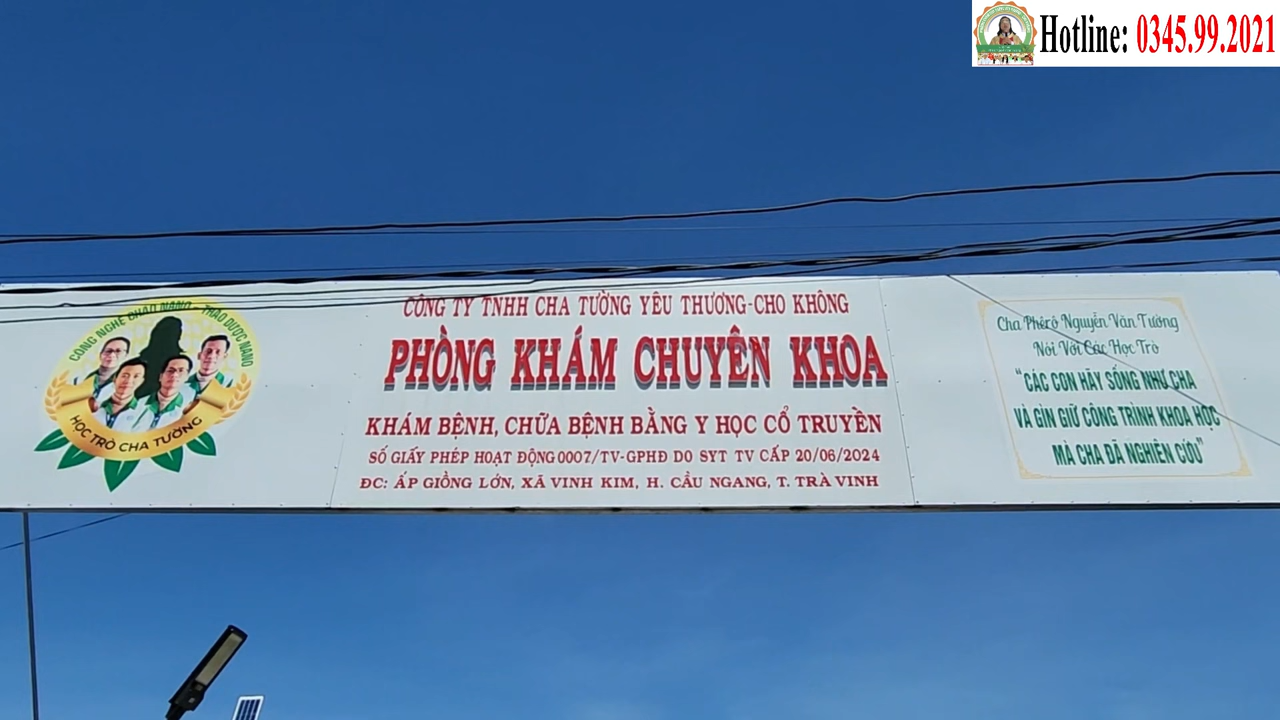 Hotline: 0345.99.2021
CÔNG NGHỆ CHAO NANO - THẢO DƯỢC NANO
HỌC TRÒ CHA TƯỜNG
CÔNG TY TNHH CHA TƯỜNG YÊU THƯƠNG-CHO KHÔNG
PHÒNG KHÁM CHUYÊN KHOA
KHÁM BỆNH, CHỮA BỆNH BẰNG Y HỌC CỔ TRUYỀN
SỐ GIẤY PHÉP HOẠT ĐỘNG 0007/TV-GPHĐ DO SYT TV CẤP 20/06/2024
ĐC: ẤP GIỒNG LỚN, XÃ VINH KIM, H. CẦU NGANG, T. TRÀ VINH
Cha Phêrô Nguyễn Văn Tường
Nói Với Các Học Trò
"CÁC CON HÃY SỐNG NHƯ CHA
VÀ GÌN GIỮ CÔNG TRÌNH KHOA HỌC
MÀ CHA ĐÃ NGHIÊN CỨU"